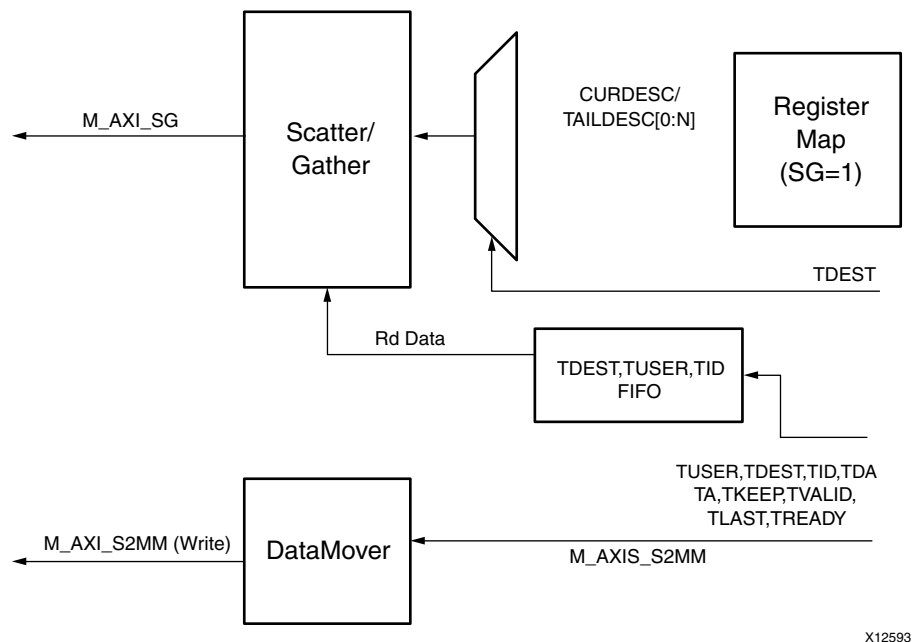 M_AXI_SG
Scatter/
Gather
CURDESC/
TAILDESC[0:N]
Register
Map
(SG=1)
TDEST
Rd Data
TDEST,TUSER,TID
FIFO
TUSER,TDEST,TID,TDA
TA,TKEEP,TVALID,
TLAST,TREADY
M_AXI_S2MM (Write)
DataMover
M_AXIS_S2MM
X12593